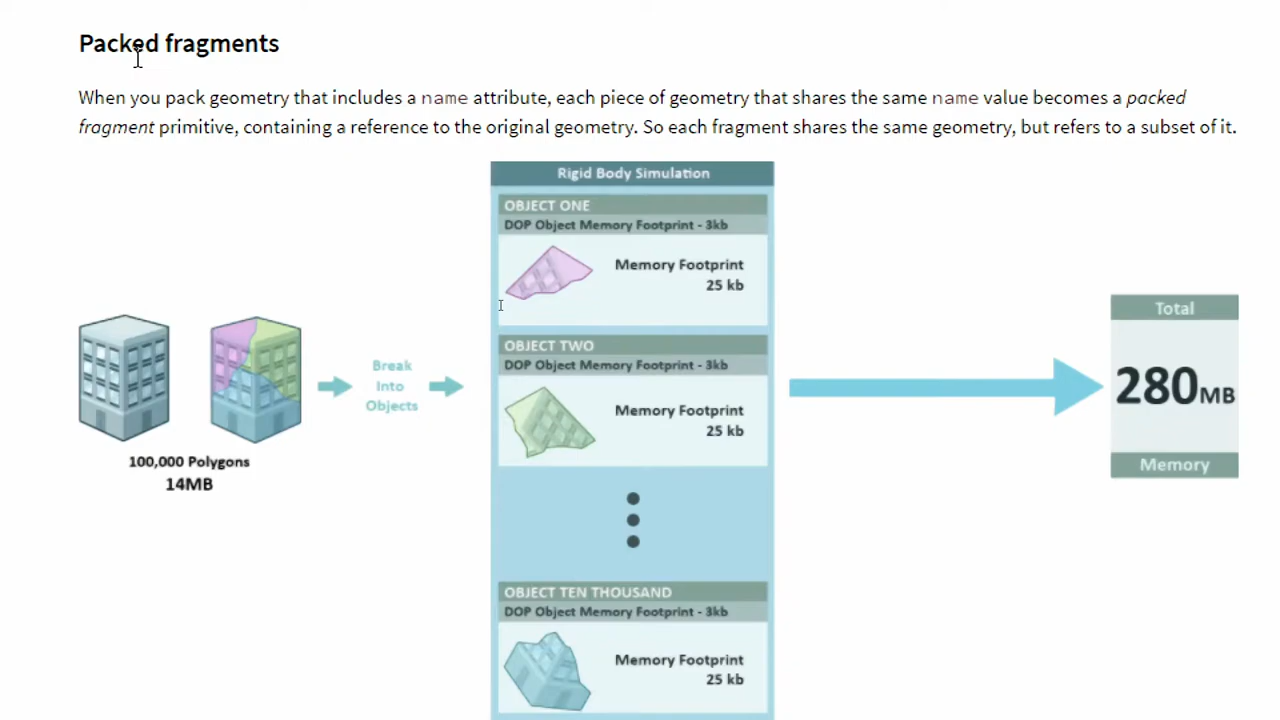 Packed fragments
When you pack geometry that includes a name attribute, each piece of geometry that shares the same name value becomes a packed
fragment primitive, containing a reference to the original geometry. So each fragment shares the same geometry, but refers to a subset of it.
Rigid Body Simulation
OBJECT ONE
DOP Object Memory Footprint - 3kb
Memory Footprint
25 kb
OBJECT TWO
DOP Object Memory Footprint - 3kb
Memory Footprint
25 kb
OBJECT TEN THOUSAND
DOP Object Memory Footprint - 3kb
Memory Footprint
25 kb
100,000 Polygons
14MB
Break
Into
Objects
Total
280MB
Memory